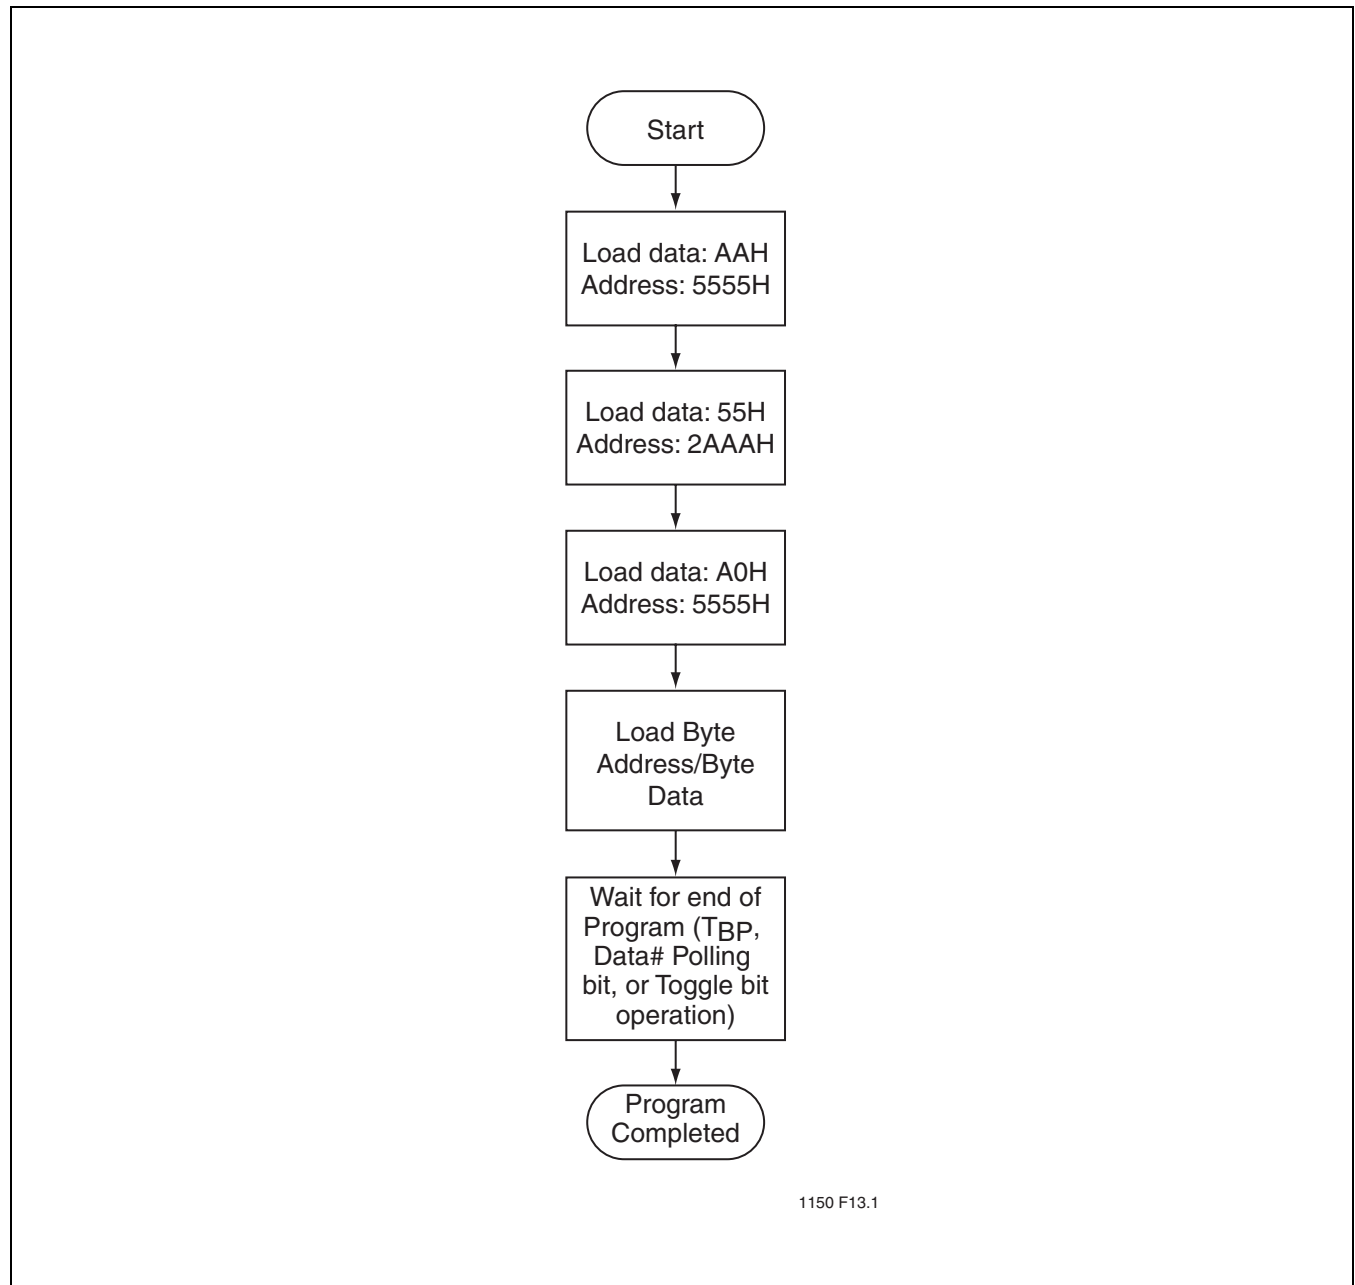 Start
Load data: AAH
Address: 5555H
Load data: 55H
Address: 2AAAH
Load data: A0H
Address: 5555H
Load Byte
Address/Byte
Data
Wait for end of
Program (TBP,
Data# Polling
bit, or Toggle bit
operation)
Program
Completed
1150 F13.1